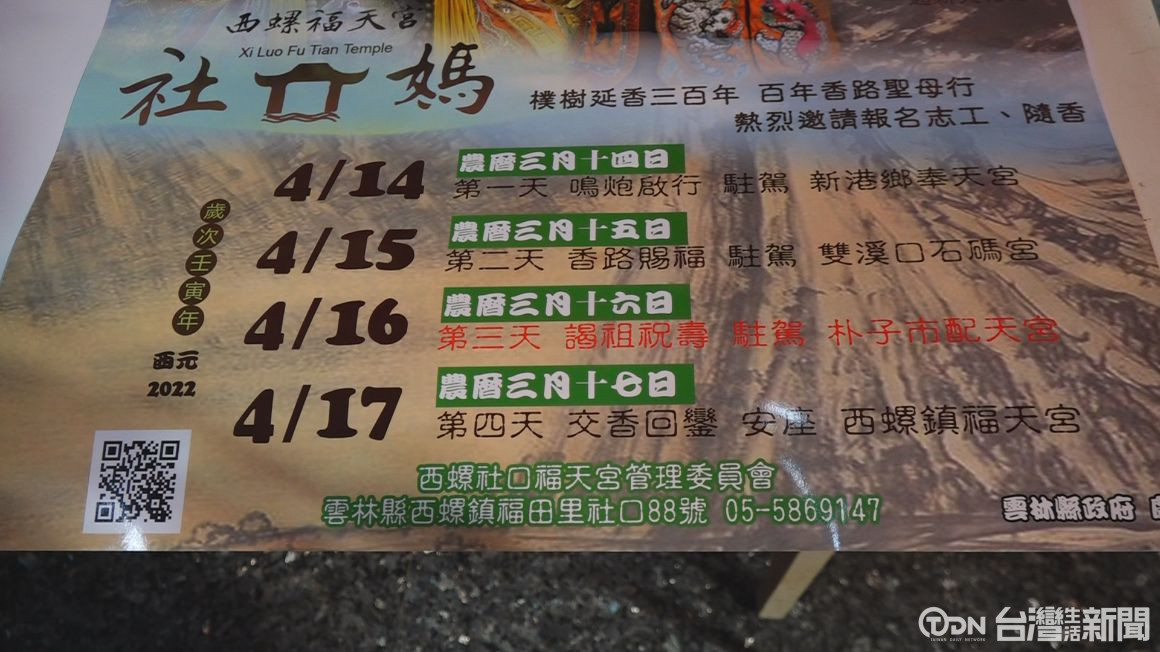 西螺福天宮
Xi Luo Fu Tian Temple
社口媽
樸樹延香三百年 百年香路聖母行
熱烈邀請報名志工、隨香
歲次壬寅年
西元
2022
4/14 農曆三月十四日
第一天 鳴炮啟行 駐駕 新港鄉奉天宮
4/15 農曆三月十五日
第二天 香路賜福 駐駕 雙溪口石碼宮
4/16 農曆三月十六日
第三天 謁祖祝壽 駐駕 朴子市配天宮
4/17 農曆三月十七日
第四天 交香回鑾 安座 西螺鎮福天宮
西螺社口福天宮管理委員會
雲林縣西螺鎮福田里社口88號 05-5869147
雲林縣政府
TDN 台灣生活新聞
TAIWAN DAILY NETWORK